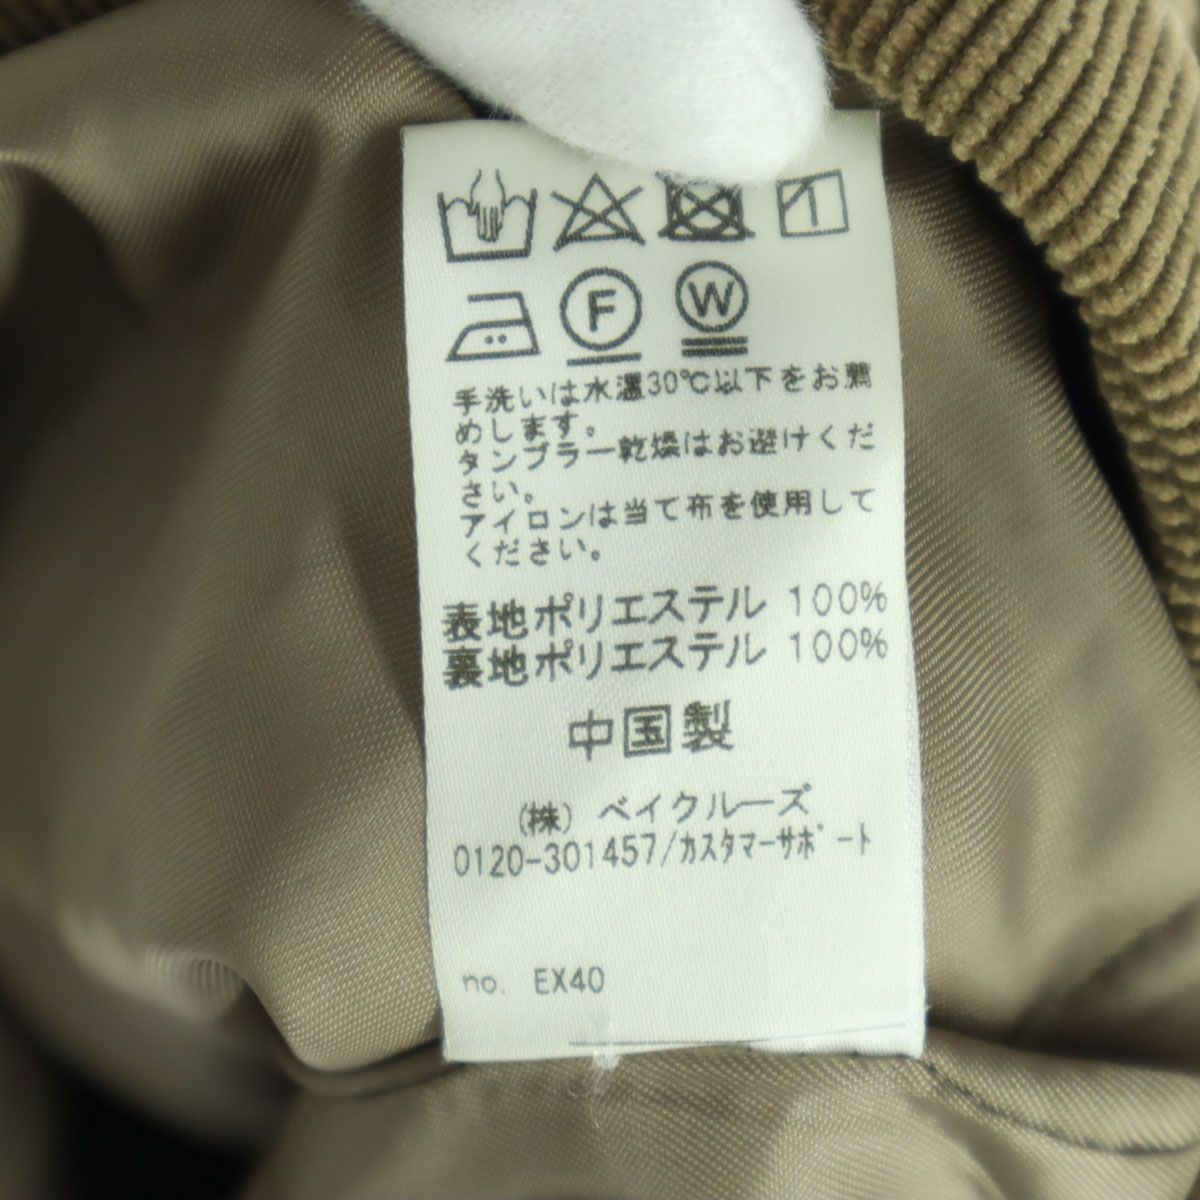 F W
手洗いは水温30℃以下をお薦
めします。
タンブラー乾燥はお避けくだ
さい。
アイロンは当て布を使用して
ください。
表地ポリエステル 100%
裏地ポリエステル 100%
中国製
(株) ベイクルーズ
0120-301457/カスタマーサポート
no. EX40